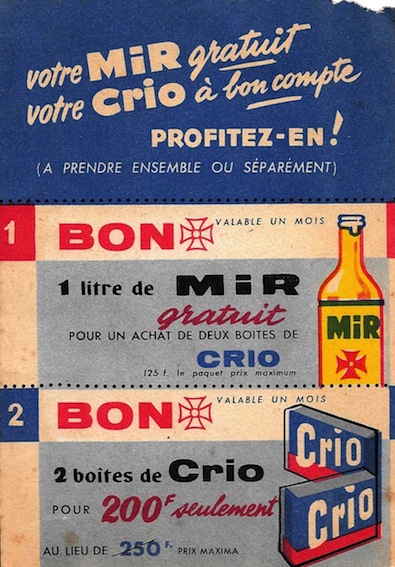 votre MiR gratuit
votre Crio à bon compte
PROFITEZ-EN!
(A PRENDRE ENSEMBLE OU SÉPARÉMENT)
1
BON
VALABLE UN MOIS
1 litre de MiR
gratuit
POUR UN ACHAT DE DEUX BOITES DE
CRIO
125 f. le paquet prix maximum
MiR
2
BON
VALABLE UN MOIS
2 boîtes de Crio
POUR 200F seulement
AU LIEU DE 250F. PRIX MAXIMA
Crio
Crio